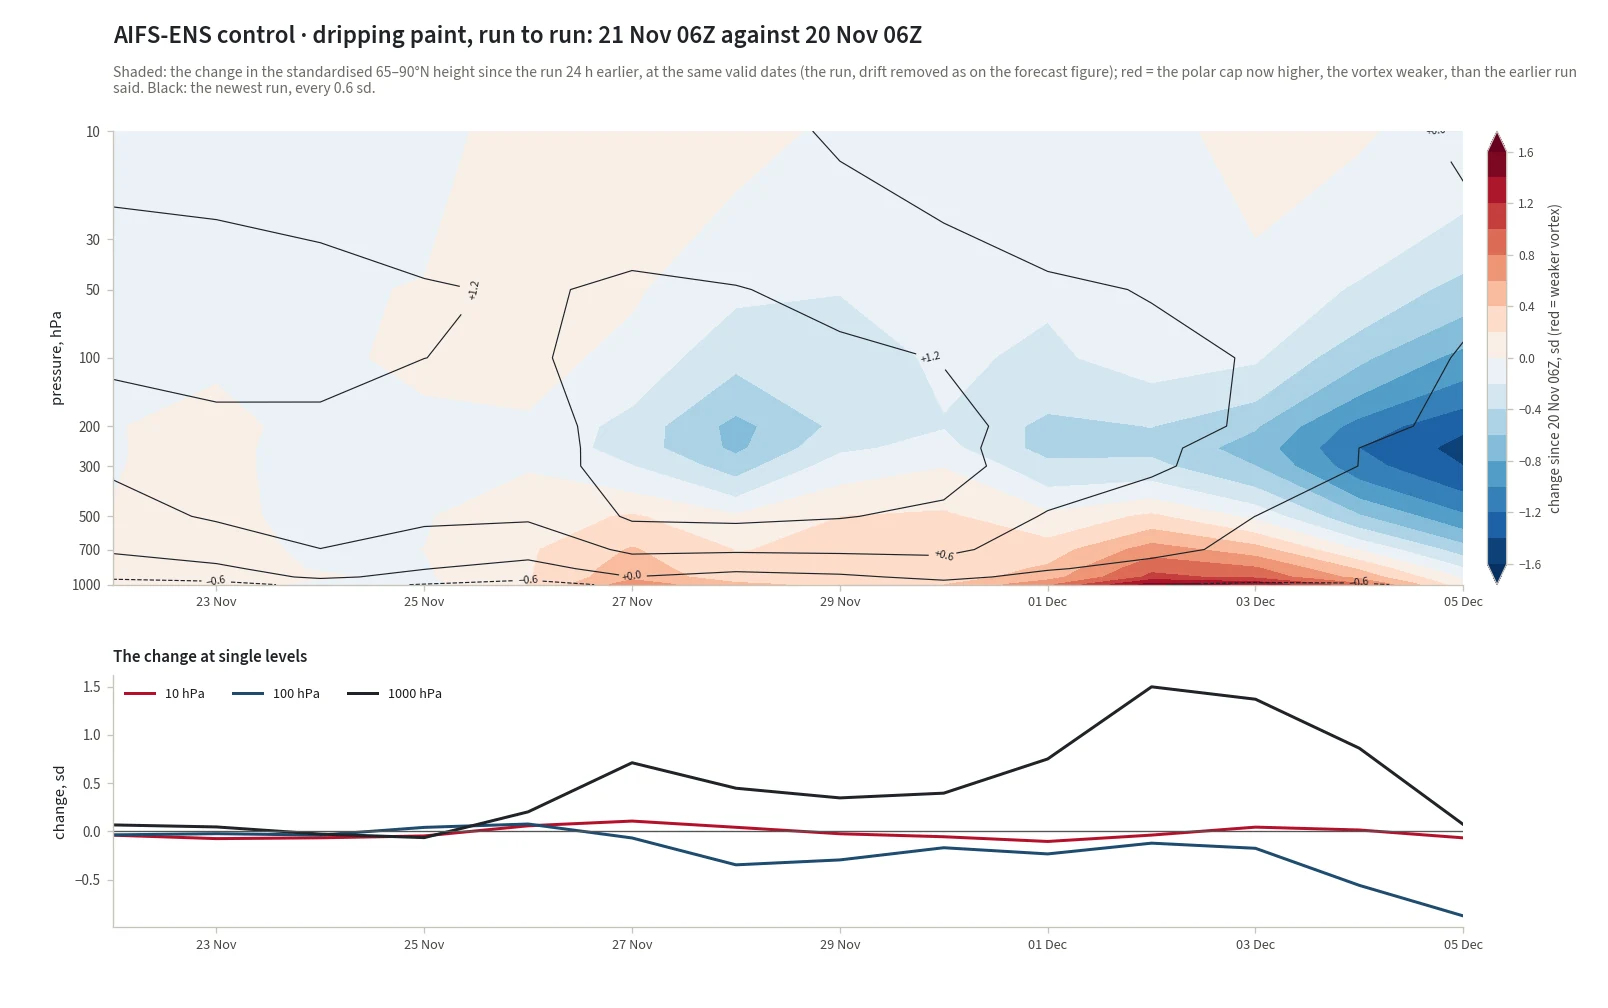 AIFS-ENS control · dripping paint, run to run: 21 Nov 06Z against 20 Nov 06Z
Shaded: the change in the standardised 65–90°N height since the run 24 h earlier, at the same valid dates (the run, drift removed as on the forecast figure); red = the polar cap now higher, the vortex weaker, than the earlier run
said. Black: the newest run, every 0.6 sd.
pressure, hPa
10
30
50
100
200
300
500
700
1000
+1.2
+1.2
+0.6
+0.0
−0.6
−0.6
−0.6
23 Nov
25 Nov
27 Nov
29 Nov
01 Dec
03 Dec
05 Dec
1.6
1.2
0.8
0.4
0.0
−0.4
−0.8
−1.2
−1.6
change since 20 Nov 06Z, sd (red = weaker vortex)
The change at single levels
10 hPa
100 hPa
1000 hPa
change, sd
1.5
1.0
0.5
0.0
−0.5
23 Nov
25 Nov
27 Nov
29 Nov
01 Dec
03 Dec
05 Dec